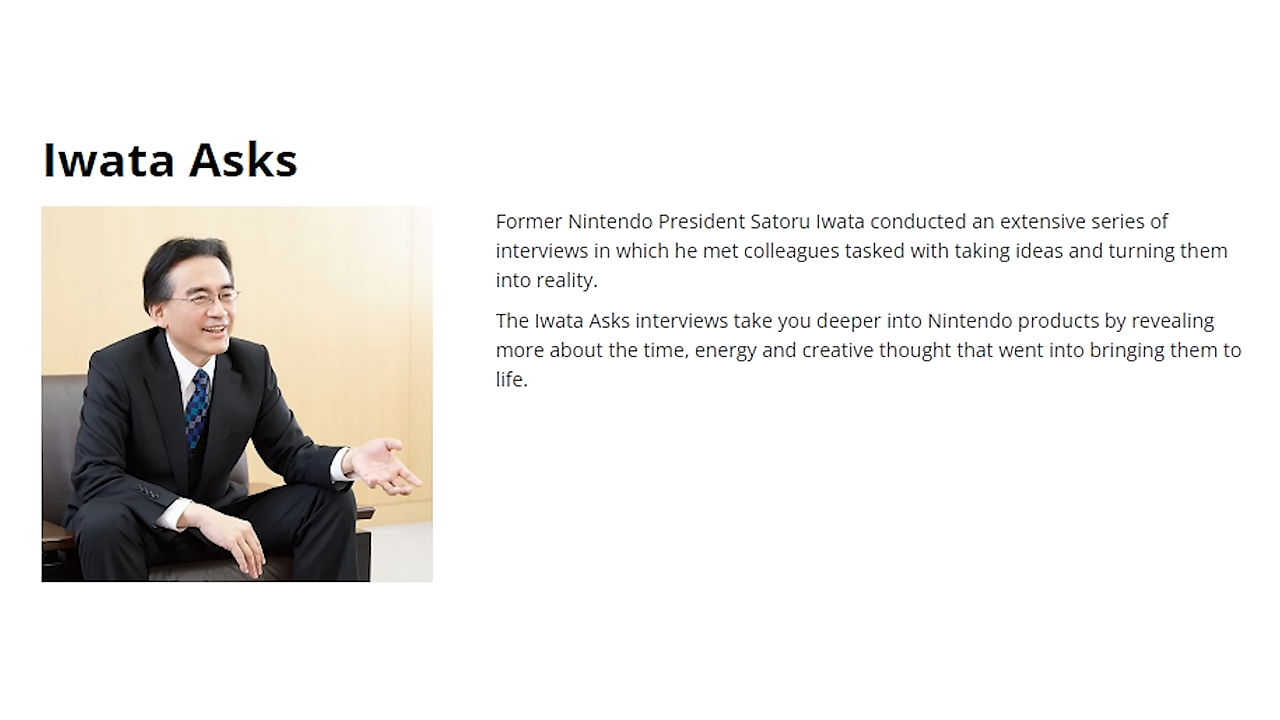 Iwata Asks
Former Nintendo President Satoru Iwata conducted an extensive series of
interviews in which he met colleagues tasked with taking ideas and turning them
into reality.
The Iwata Asks interviews take you deeper into Nintendo products by revealing
more about the time, energy and creative thought that went into bringing them to
life.